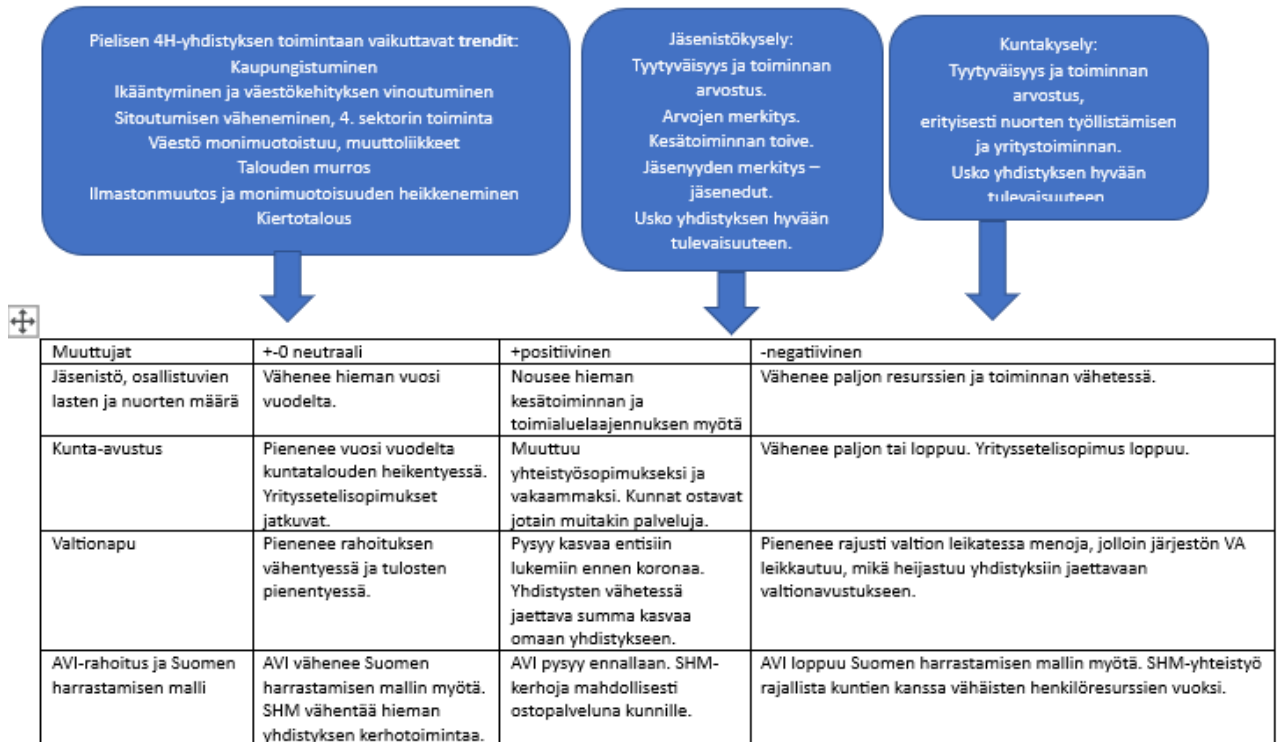 Pielisen 4H-yhdistyksen toimintaan vaikuttavat trendit:
Kaupungistuminen
Ikääntyminen ja väestökehityksen vinoutuminen
Sitoutumisen väheneminen, 4. sektorin toiminta
Väestö monimuotoistuu, muuttoliikkeet
Talouden murros
Ilmastonmuutos ja monimuotoisuuden heikkeneminen
Kiertotalous
Jäsenistökysely:
Tyytyväisyys ja toiminnan
arvostus.
Arvojen merkitys.
Kesätoiminnan toive.
Jäsenyyden merkitys –
jäsenedut.
Usko yhdistyksen hyvään
tulevaisuuteen.
Kuntakysely:
Tyytyväisyys ja toiminnan
arvostus,
erityisesti nuorten työllistämisen
ja yritystoiminnan.
Usko yhdistyksen hyvään
tulevaisuuteen
Muuttujat
+-0 neutraali
+positiivinen
-negatiivinen
Jäsenistö, osallistuvien
lasten ja nuorten määrä
Vähenee hieman vuosi
vuodelta.
Nousee hieman
kesätoiminnan ja
toimialuelaajennuksen myötä
Vähenee paljon resurssien ja toiminnan vähetessä.
Kunta-avustus
Pienenee vuosi vuodelta
kuntatalouden heikentyessä.
Yrityssetelisopimukset
jatkuvat.
Muuttuu
yhteistyösopimukseksi ja
vakaammaksi. Kunnat ostavat
jotain muitakin palveluja.
Vähenee paljon tai loppuu. Yrityssetelisopimus loppuu.
Valtionapu
Pienenee rahoituksen
vähentyessä ja tulosten
pienentyessä.
Pysyy kasvaa entisiin
lukemiin ennen koronaa.
Yhdistysten vähetessä
jaettava summa kasvaa
omaan yhdistykseen.
Pienenee rajusti valtion leikatessa menoja, jolloin järjestön VA
leikkautuu, mikä heijastuu yhdistyksiin jaettavaan
valtionavustukseen.
AVI-rahoitus ja Suomen
harrastamisen malli
AVI vähenee Suomen
harrastamisen mallin myötä.
SHM vähentää hieman
yhdistyksen kerhotoimintaa.
AVI pysyy ennallaan. SHM-
kerhoja mahdollisesti
ostopalveluna kunnille.
AVI loppuu Suomen harrastamisen mallin myötä. SHM-yhteistyö
rajallista kuntien kanssa vähäisten henkilöresurssien vuoksi.